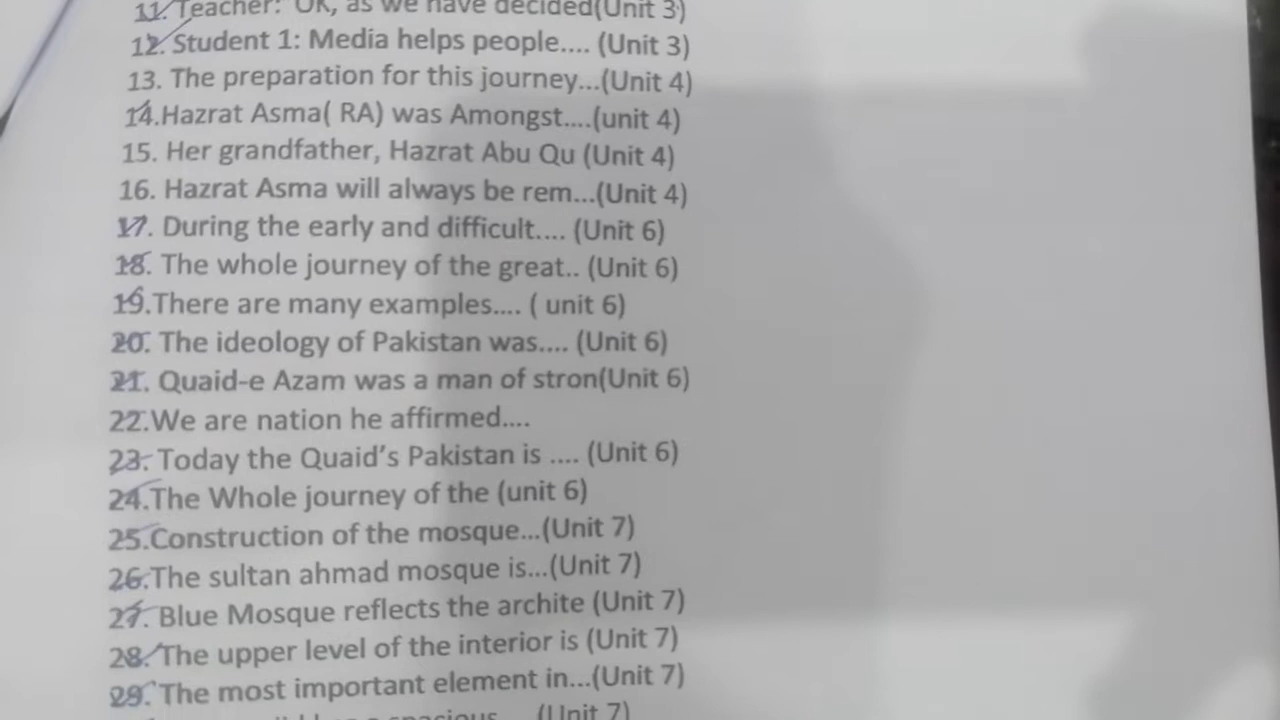 11. Teacher: OK, as we have decided(Unit 3)
12. Student 1: Media helps people.... (Unit 3)
13. The preparation for this journey...(Unit 4)
14.Hazrat Asma( RA) was Amongst....(unit 4)
15. Her grandfather, Hazrat Abu Qu (Unit 4)
16. Hazrat Asma will always be rem...(Unit 4)
17. During the early and difficult.... (Unit 6)
18. The whole journey of the great.. (Unit 6)
19.There are many examples.... ( unit 6)
20. The ideology of Pakistan was.... (Unit 6)
21. Quaid-e Azam was a man of stron(Unit 6)
22.We are nation he affirmed....
23. Today the Quaid's Pakistan is .... (Unit 6)
24.The Whole journey of the (unit 6)
25.Construction of the mosque...(Unit 7)
26.The sultan ahmad mosque is...(Unit 7)
27. Blue Mosque reflects the archite (Unit 7)
28. The upper level of the interior is (Unit 7)
29. The most important element in...(Unit 7)
spacious (Unit 7)